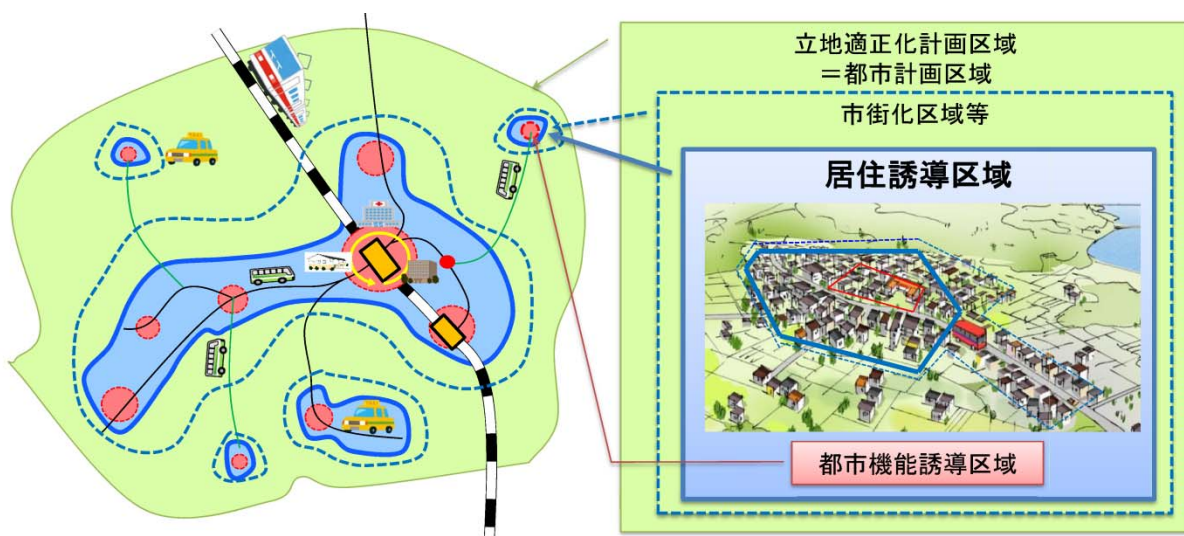 立地適正化計画区域
＝都市計画区域
市街化区域等
居住誘導区域
都市機能誘導区域